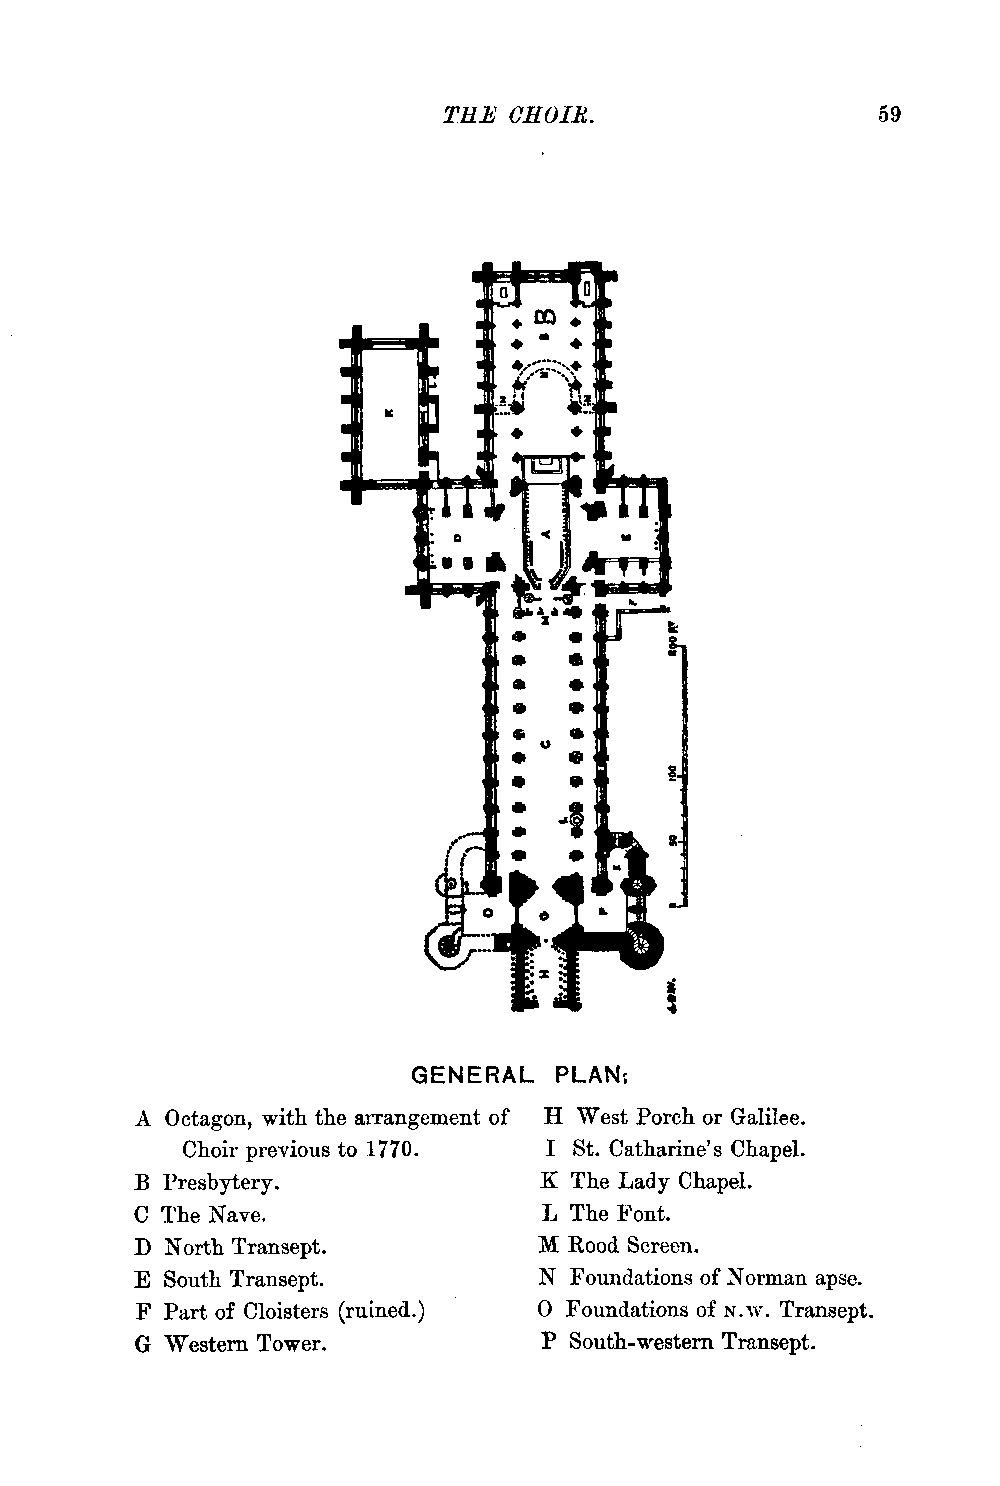 THE CHOIR. 59
B
K
D
A
E
M
C
L
O
G
P
H
200 FT
100
50
0
GENERAL PLAN;
A Octagon, with the arrangement of
Choir previous to 1770.
B Presbytery.
C The Nave.
D North Transept.
E South Transept.
F Part of Cloisters (ruined.)
G Western Tower.
H West Porch or Galilee.
I St. Catharine's Chapel.
K The Lady Chapel.
L The Font.
M Rood Screen.
N Foundations of Norman apse.
O Foundations of N.W. Transept.
P South-western Transept.